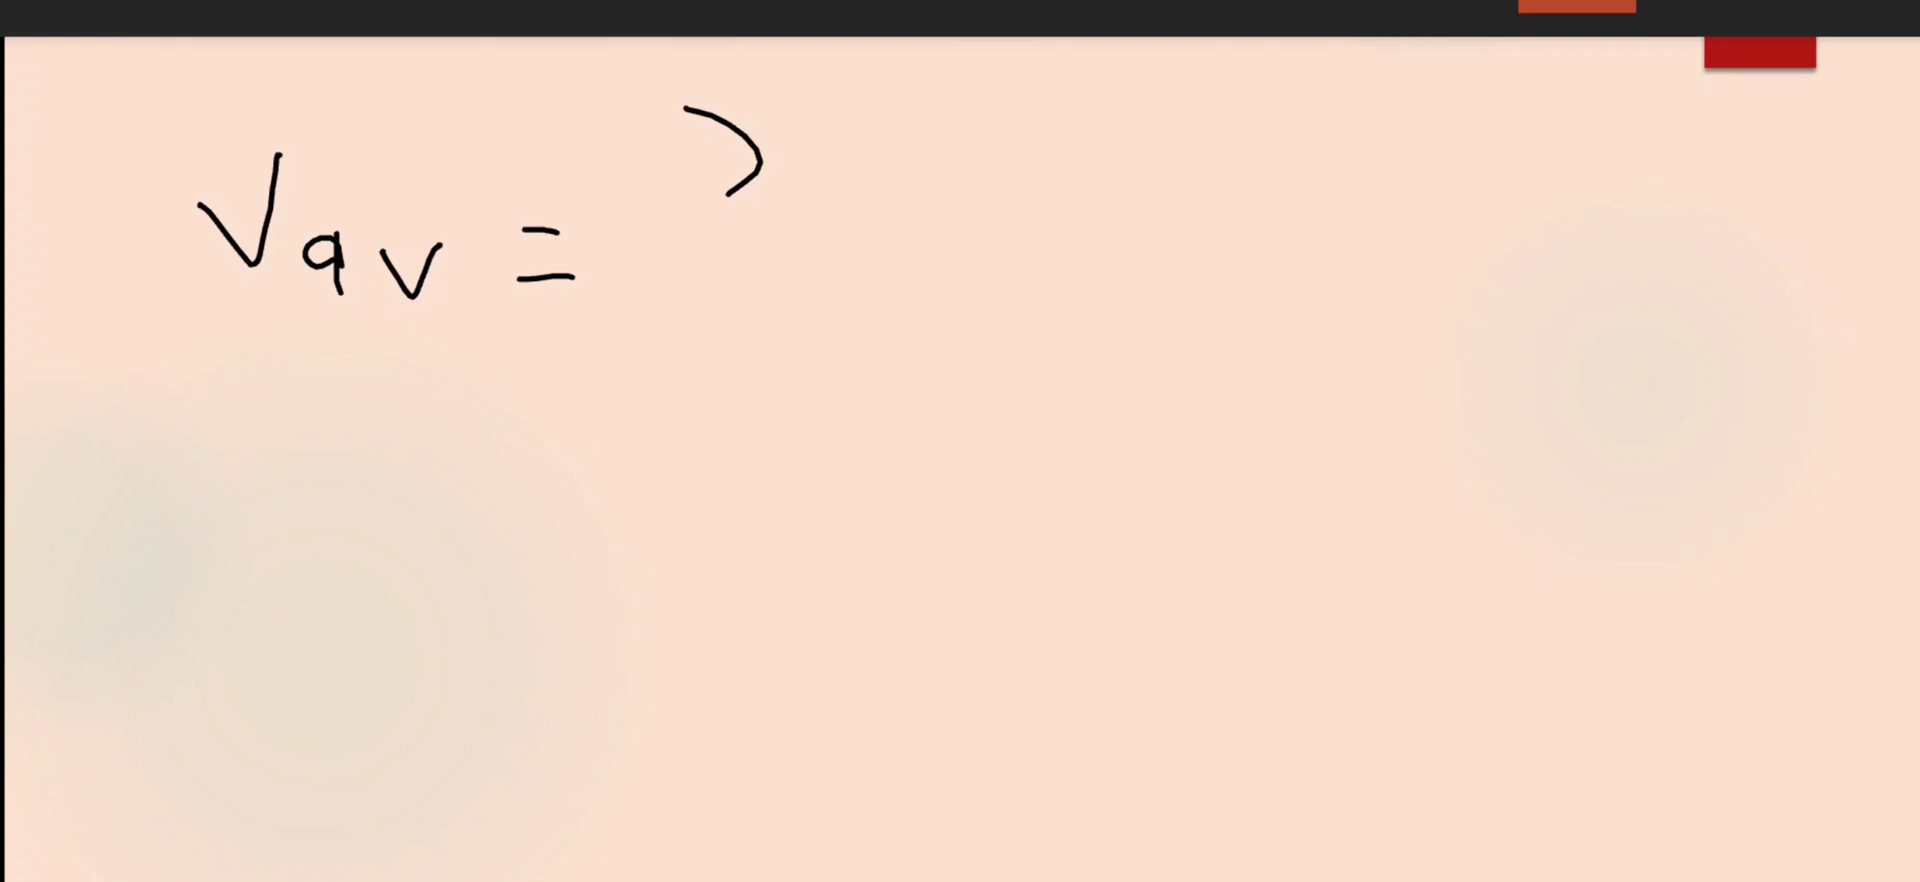 Vav =